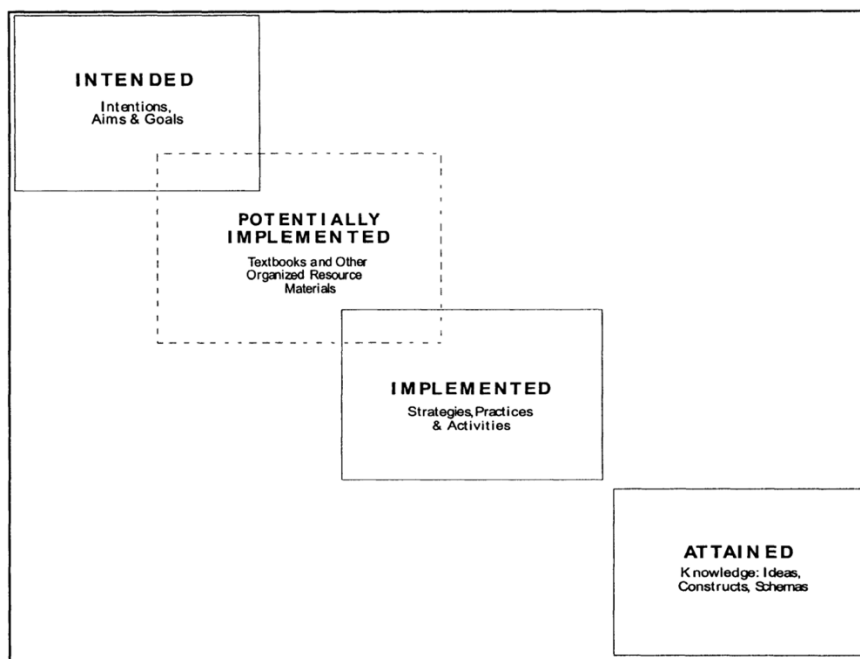 INTENDED
Intentions,
Aims & Goals
POTENTIALLY
IMPLEMENTED
Textbooks and Other
Organized Resource
Materials
IMPLEMENTED
Strategies, Practices
& Activities
ATTAINED
Knowledge: Ideas,
Constructs, Schemas